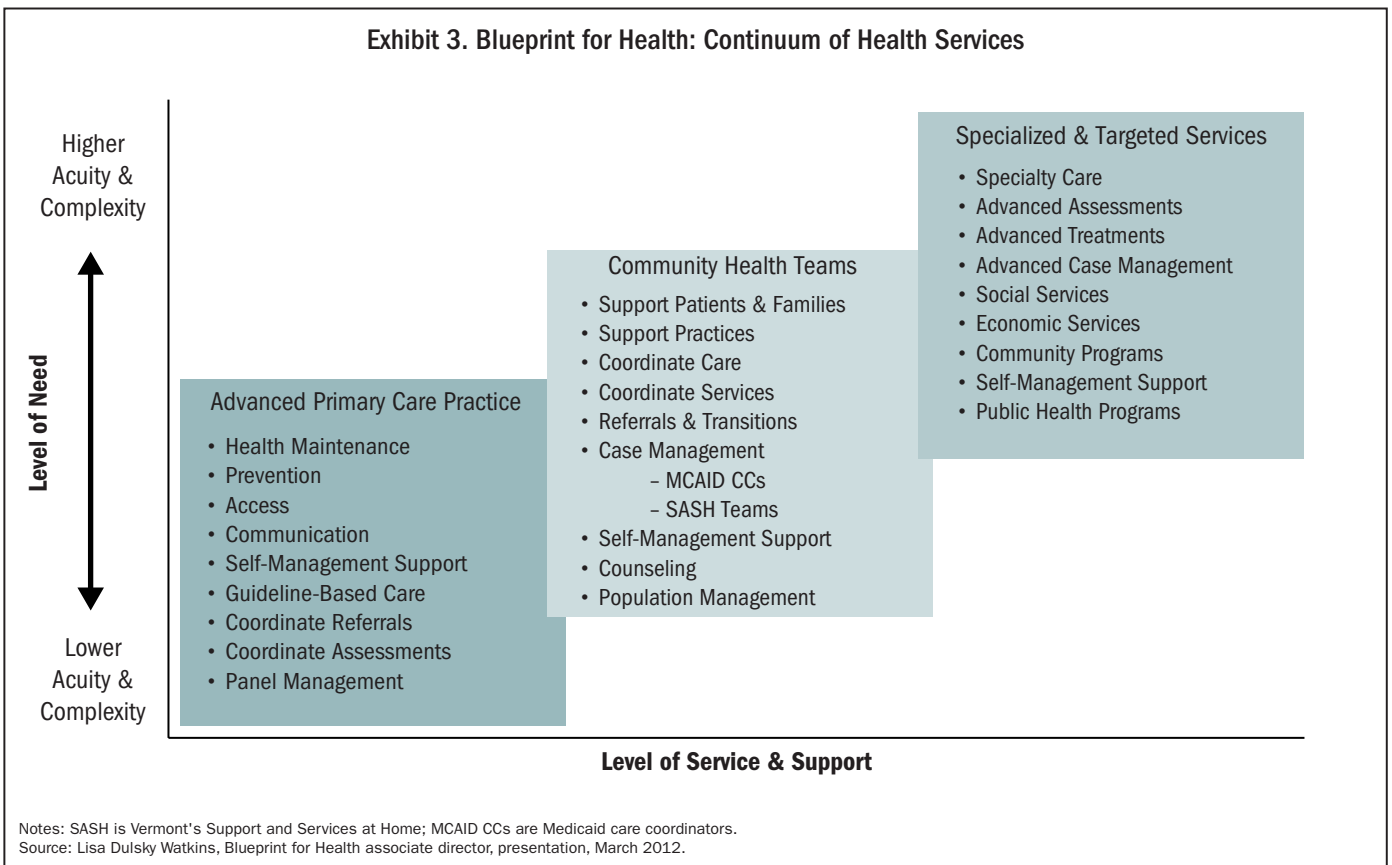 Exhibit 3. Blueprint for Health: Continuum of Health Services
Higher
Acuity &
Complexity
Level of Need
Lower
Acuity &
Complexity
Advanced Primary Care Practice
• Health Maintenance
• Prevention
• Access
• Communication
• Self-Management Support
• Guideline-Based Care
• Coordinate Referrals
• Coordinate Assessments
• Panel Management
Community Health Teams
• Support Patients & Families
• Support Practices
• Coordinate Care
• Coordinate Services
• Referrals & Transitions
• Case Management
– MCAID CCs
– SASH Teams
• Self-Management Support
• Counseling
• Population Management
Specialized & Targeted Services
• Specialty Care
• Advanced Assessments
• Advanced Treatments
• Advanced Case Management
• Social Services
• Economic Services
• Community Programs
• Self-Management Support
• Public Health Programs
Level of Service & Support
Notes: SASH is Vermont's Support and Services at Home; MCAID CCs are Medicaid care coordinators.
Source: Lisa Dulsky Watkins, Blueprint for Health associate director, presentation, March 2012.